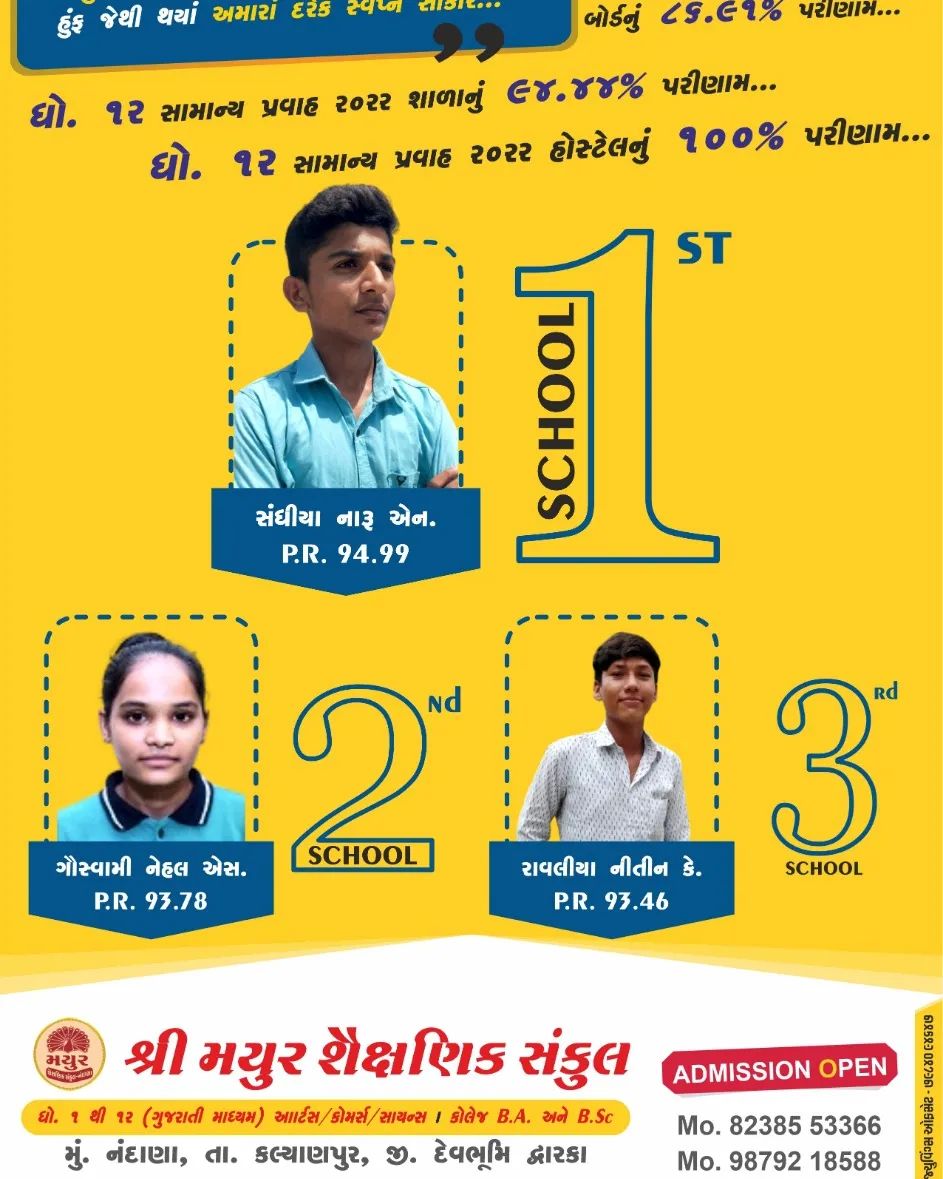 હુંફ જેથી થયાં અમારાં દરેક સ્વપ્ન સાકાર...
બોર્ડનું ૮૬.૯૧% પરીણામ...
ધો. ૧૨ સામાન્ય પ્રવાહ ૨૦૨૨ શાળાનું ૯૪.૪૪% પરીણામ...
ધો. ૧૨ સામાન્ય પ્રવાહ ૨૦૨૨ હોસ્ટેલનું ૧૦૦% પરીણામ...
1 ST
SCHOOL
સંધીયા નારૂ એન.
P.R. 94.99
2 Nd
SCHOOL
ગૌસ્વામી નેહલ એસ.
P.R. 93.78
3 Rd
SCHOOL
રાવલીયા નીતીન કે.
P.R. 93.46
મયુર
શ્રી મયુર શૈક્ષણિક સંકુલ
ADMISSION OPEN
ધો. ૧ થી ૧૨ (ગુજરાતી માધ્યમ) આર્ટસ/કોમર્સ/સાયન્સ । કોલેજ B.A. અને B.Sc
Mo. 82385 53366
મું. નંદાણા, તા. કલ્યાણપુર, જી. દેવભૂમિ દ્વારકા
Mo. 98792 18588